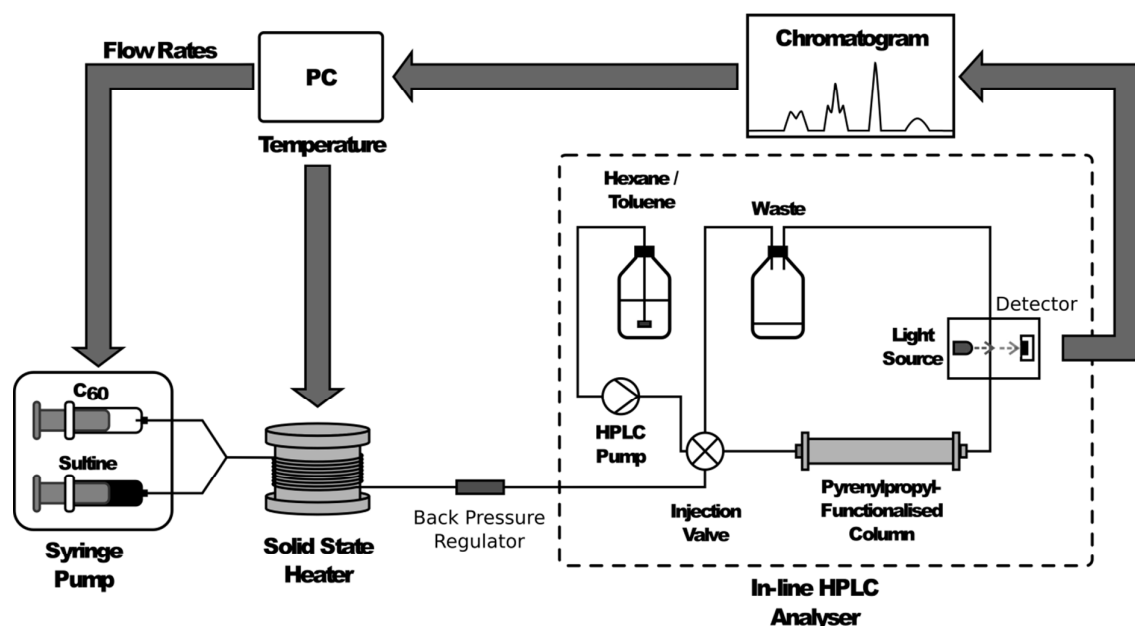 Flow Rates
PC
Temperature
Chromatogram
Hexane /
Toluene
Waste
Detector
Light
Source
HPLC
Pump
Injection
Valve
Pyrenylpropyl-
Functionalised
Column
C60
Sultine
Syringe
Pump
Solid State
Heater
Back Pressure
Regulator
In-line HPLC
Analyser